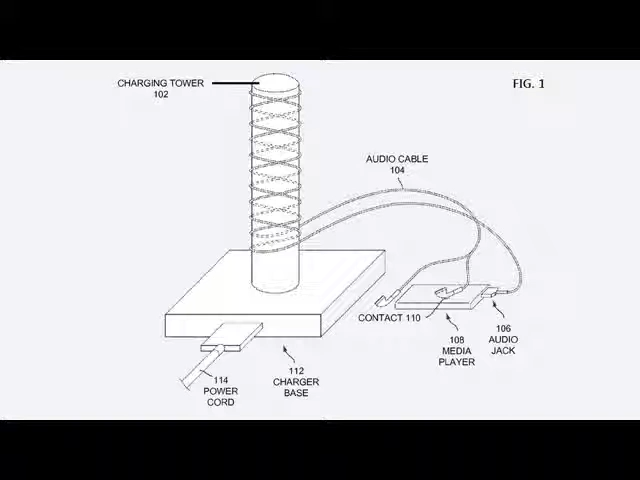 CHARGING TOWER
102
FIG. 1
AUDIO CABLE
104
CONTACT 110
108
MEDIA
PLAYER
106
AUDIO
JACK
114
POWER
CORD
112
CHARGER
BASE